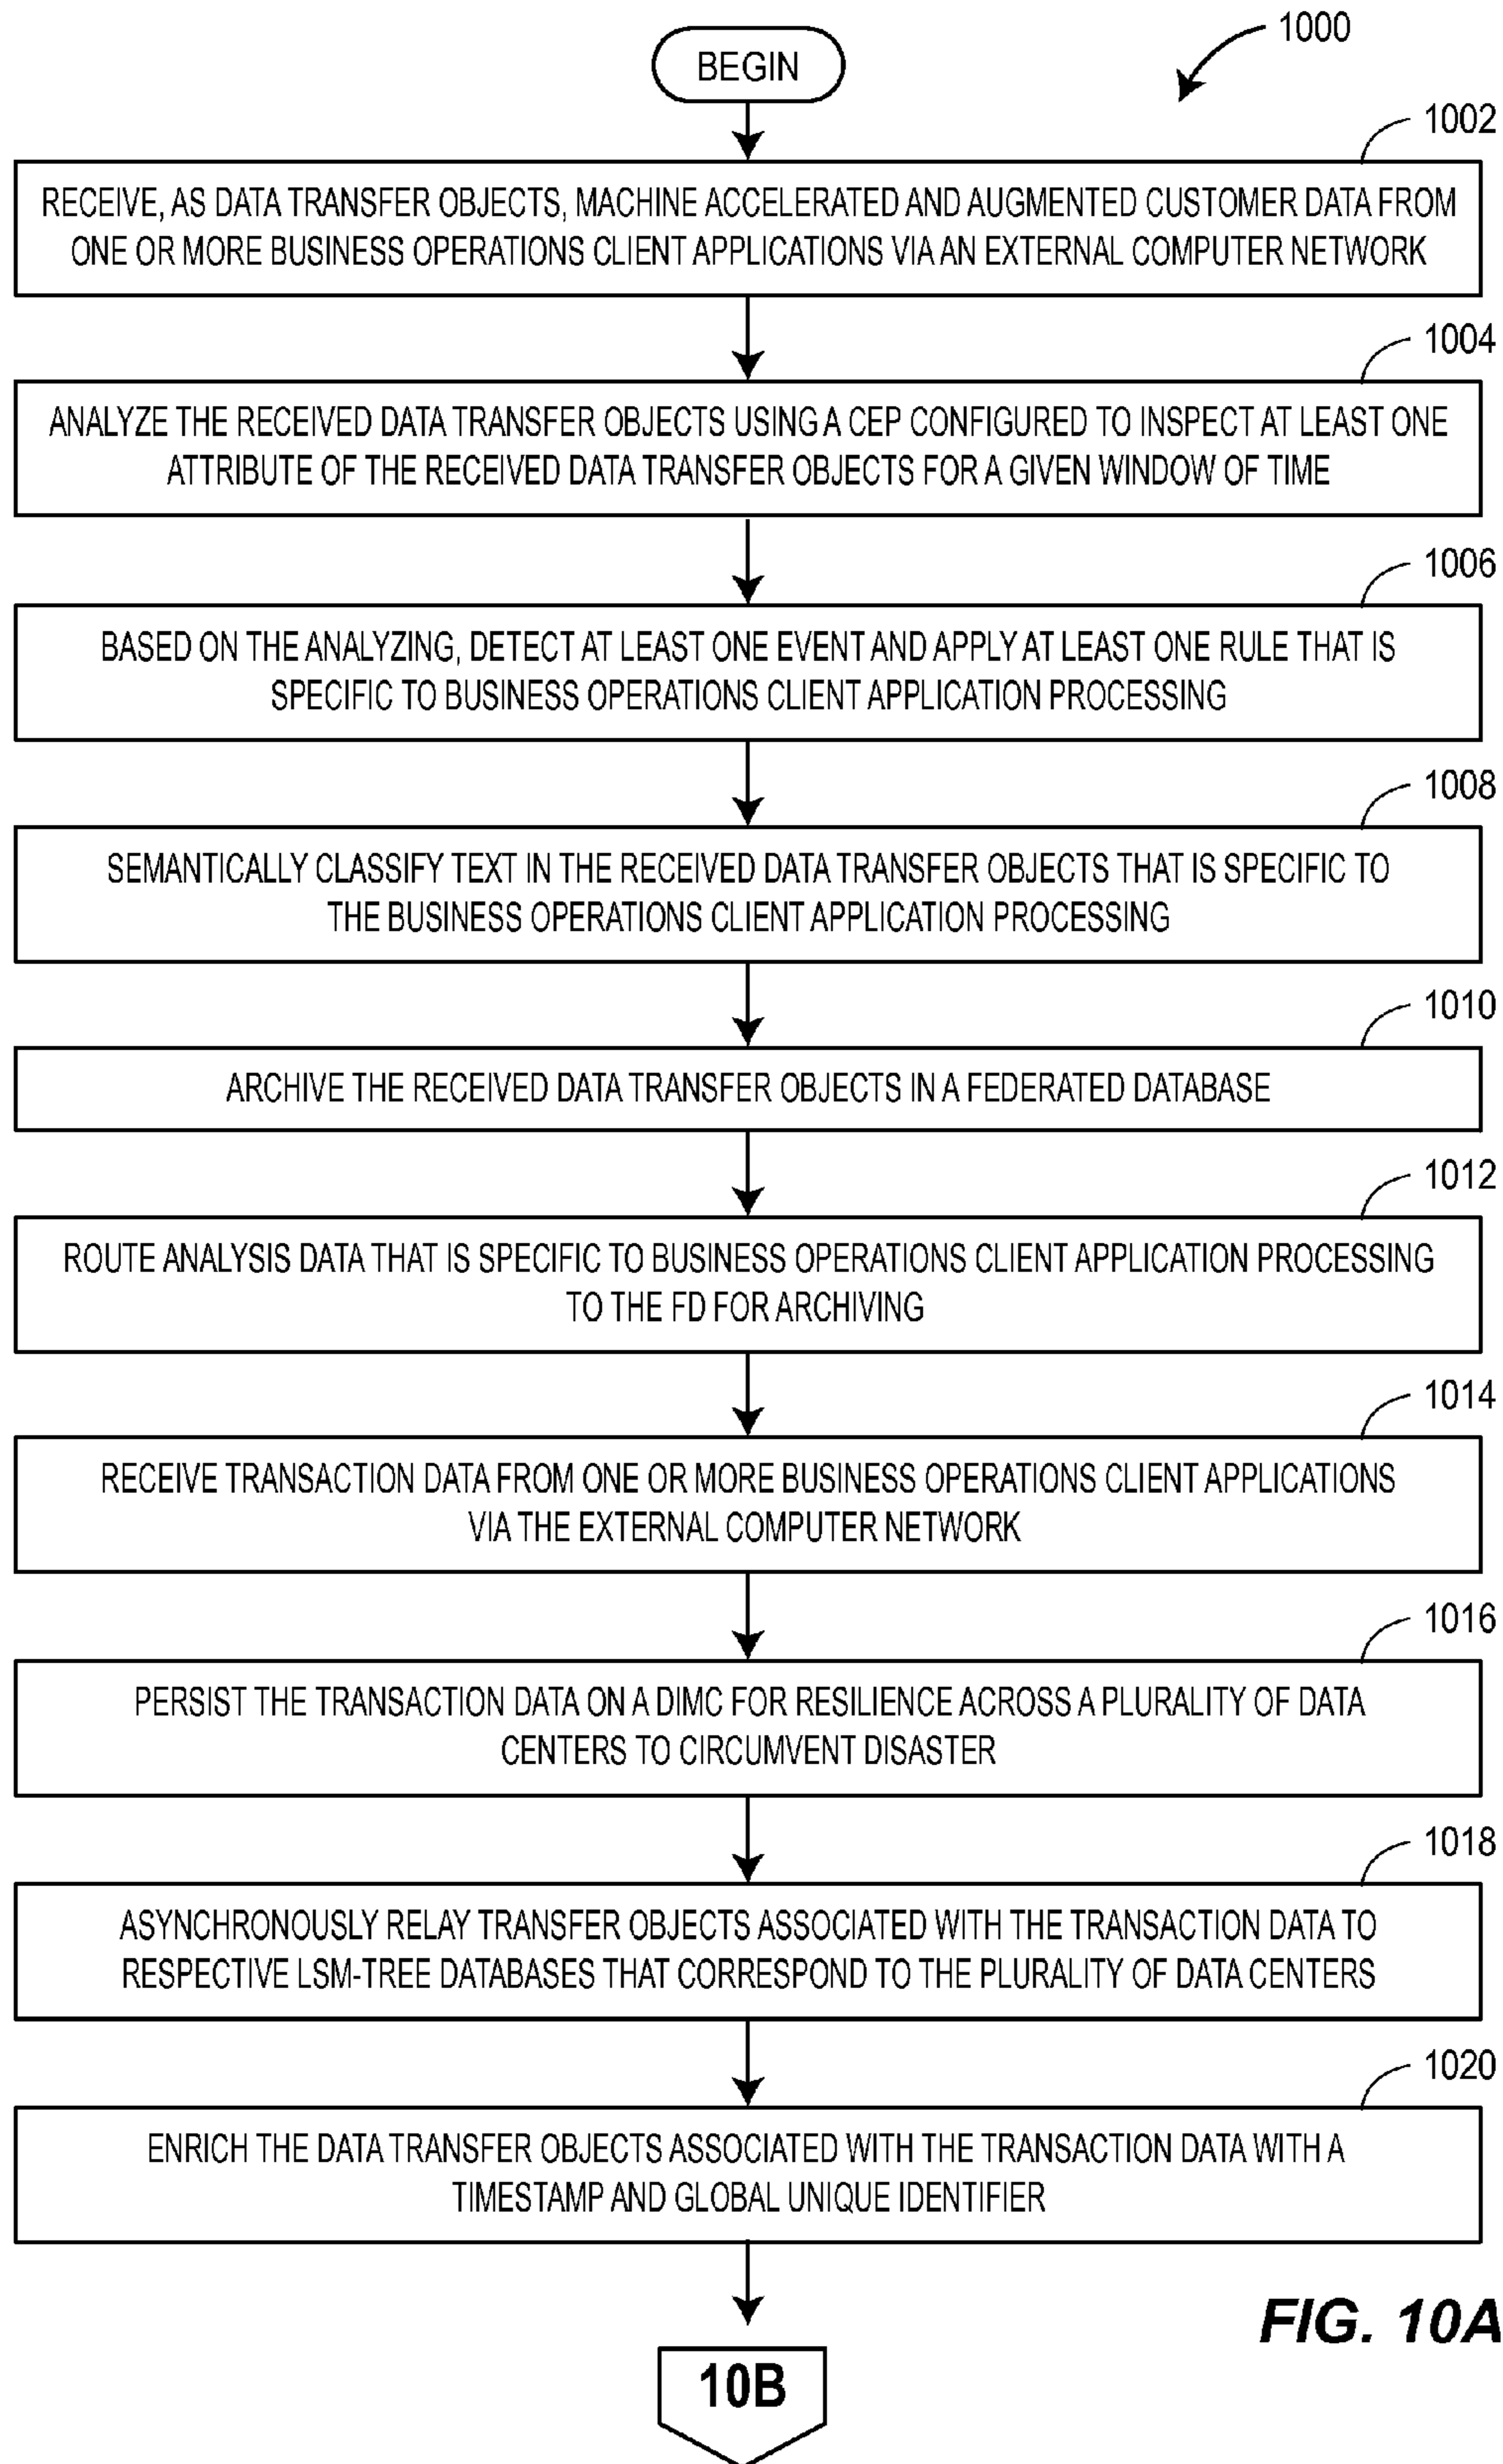 BEGIN
1000
1002
RECEIVE, AS DATA TRANSFER OBJECTS, MACHINE ACCELERATED AND AUGMENTED CUSTOMER DATA FROM
ONE OR MORE BUSINESS OPERATIONS CLIENT APPLICATIONS VIA AN EXTERNAL COMPUTER NETWORK
1004
ANALYZE THE RECEIVED DATA TRANSFER OBJECTS USING A CEP CONFIGURED TO INSPECT AT LEAST ONE
ATTRIBUTE OF THE RECEIVED DATA TRANSFER OBJECTS FOR A GIVEN WINDOW OF TIME
1006
BASED ON THE ANALYZING, DETECT AT LEAST ONE EVENT AND APPLY AT LEAST ONE RULE THAT IS
SPECIFIC TO BUSINESS OPERATIONS CLIENT APPLICATION PROCESSING
1008
SEMANTICALLY CLASSIFY TEXT IN THE RECEIVED DATA TRANSFER OBJECTS THAT IS SPECIFIC TO
THE BUSINESS OPERATIONS CLIENT APPLICATION PROCESSING
1010
ARCHIVE THE RECEIVED DATA TRANSFER OBJECTS IN A FEDERATED DATABASE
1012
ROUTE ANALYSIS DATA THAT IS SPECIFIC TO BUSINESS OPERATIONS CLIENT APPLICATION PROCESSING
TO THE FD FOR ARCHIVING
1014
RECEIVE TRANSACTION DATA FROM ONE OR MORE BUSINESS OPERATIONS CLIENT APPLICATIONS
VIA THE EXTERNAL COMPUTER NETWORK
1016
PERSIST THE TRANSACTION DATA ON A DIMC FOR RESILIENCE ACROSS A PLURALITY OF DATA
CENTERS TO CIRCUMVENT DISASTER
1018
ASYNCHRONOUSLY RELAY TRANSFER OBJECTS ASSOCIATED WITH THE TRANSACTION DATA TO
RESPECTIVE LSM-TREE DATABASES THAT CORRESPOND TO THE PLURALITY OF DATA CENTERS
1020
ENRICH THE DATA TRANSFER OBJECTS ASSOCIATED WITH THE TRANSACTION DATA WITH A
TIMESTAMP AND GLOBAL UNIQUE IDENTIFIER
FIG. 10A
10B